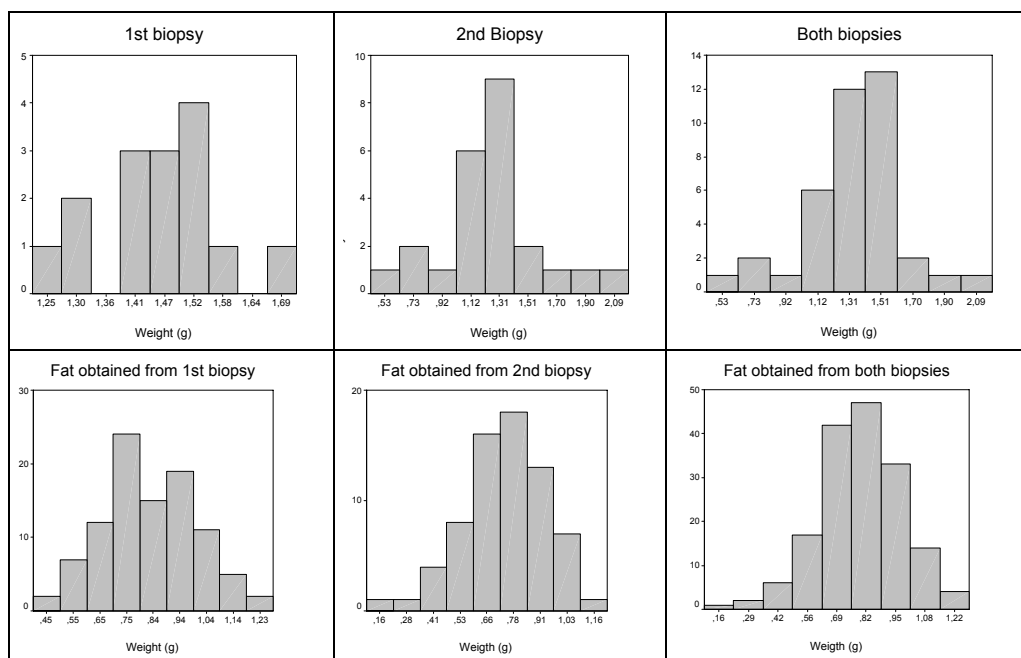 1st biopsy
5
4
3
2
1
0
1,25 1,30 1,36 1,41 1,47 1,52 1,58 1,64 1,69
Weight (g)
2nd Biopsy
10
8
6
4
2
0
,53 ,73 ,92 1,12 1,31 1,51 1,70 1,90 2,09
Weigth (g)
Both biopsies
14
12
10
8
6
4
2
0
,53 ,73 ,92 1,12 1,31 1,51 1,70 1,90 2,09
Weigth (g)
Fat obtained from 1st biopsy
30
20
10
0
,45 ,55 ,65 ,75 ,84 ,94 1,04 1,14 1,23
Weight (g)
Fat obtained from 2nd biopsy
20
10
0
,16 ,28 ,41 ,53 ,66 ,78 ,91 1,03 1,16
Weight (g)
Fat obtained from both biopsies
50
40
30
20
10
0
,16 ,29 ,42 ,56 ,69 ,82 ,95 1,08 1,22
Weight (g)